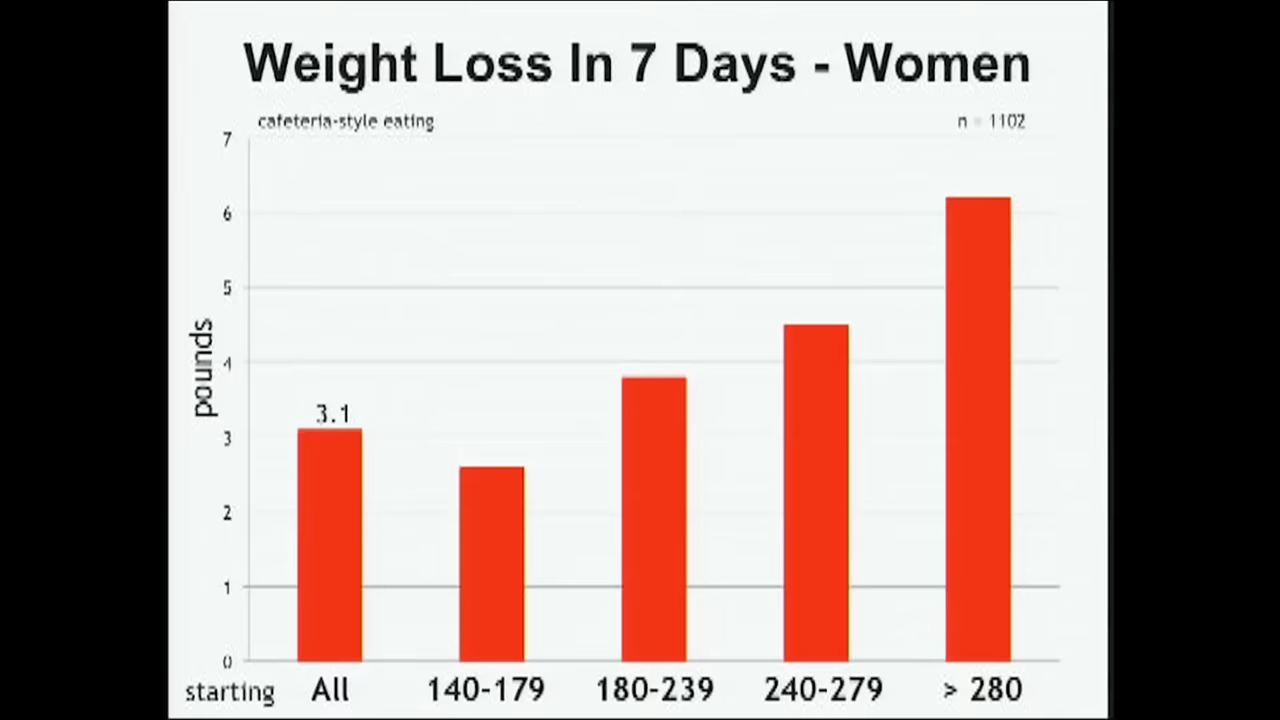 Weight Loss In 7 Days - Women
cafeteria-style eating
n = 1102
7
6
5
4
3
2
1
0
pounds
3.1
starting All 140-179 180-239 240-279 > 280